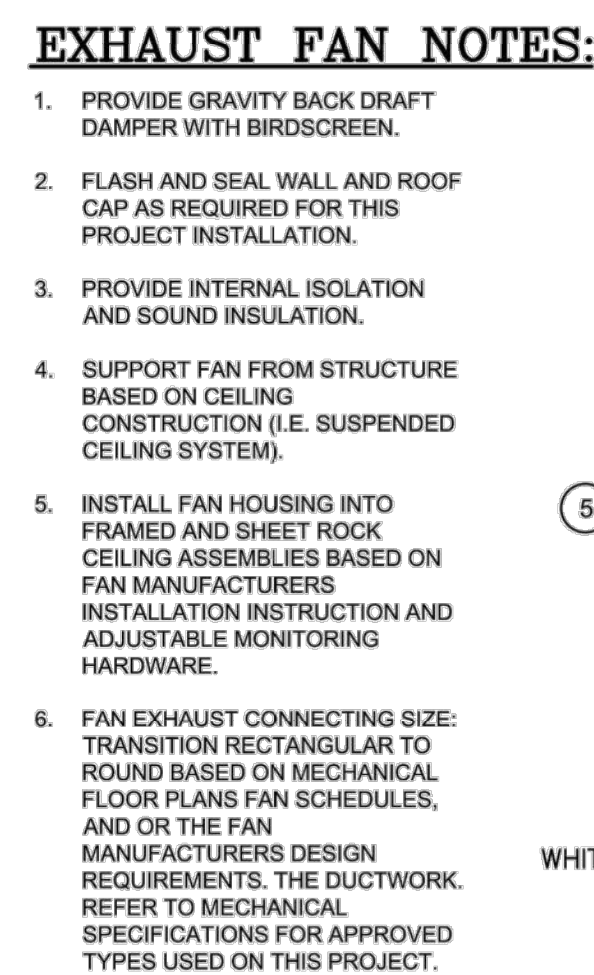 EXHAUST FAN NOTES:
1. PROVIDE GRAVITY BACK DRAFT
DAMPER WITH BIRDSCREEN.
2. FLASH AND SEAL WALL AND ROOF
CAP AS REQUIRED FOR THIS
PROJECT INSTALLATION.
3. PROVIDE INTERNAL ISOLATION
AND SOUND INSULATION.
4. SUPPORT FAN FROM STRUCTURE
BASED ON CEILING
CONSTRUCTION (I.E. SUSPENDED
CEILING SYSTEM).
5. INSTALL FAN HOUSING INTO
FRAMED AND SHEET ROCK
CEILING ASSEMBLIES BASED ON
FAN MANUFACTURERS
INSTALLATION INSTRUCTION AND
ADJUSTABLE MONITORING
HARDWARE.
5
6. FAN EXHAUST CONNECTING SIZE:
TRANSITION RECTANGULAR TO
ROUND BASED ON MECHANICAL
FLOOR PLANS FAN SCHEDULES,
AND OR THE FAN
MANUFACTURERS DESIGN
REQUIREMENTS. THE DUCTWORK.
REFER TO MECHANICAL
SPECIFICATIONS FOR APPROVED
TYPES USED ON THIS PROJECT.